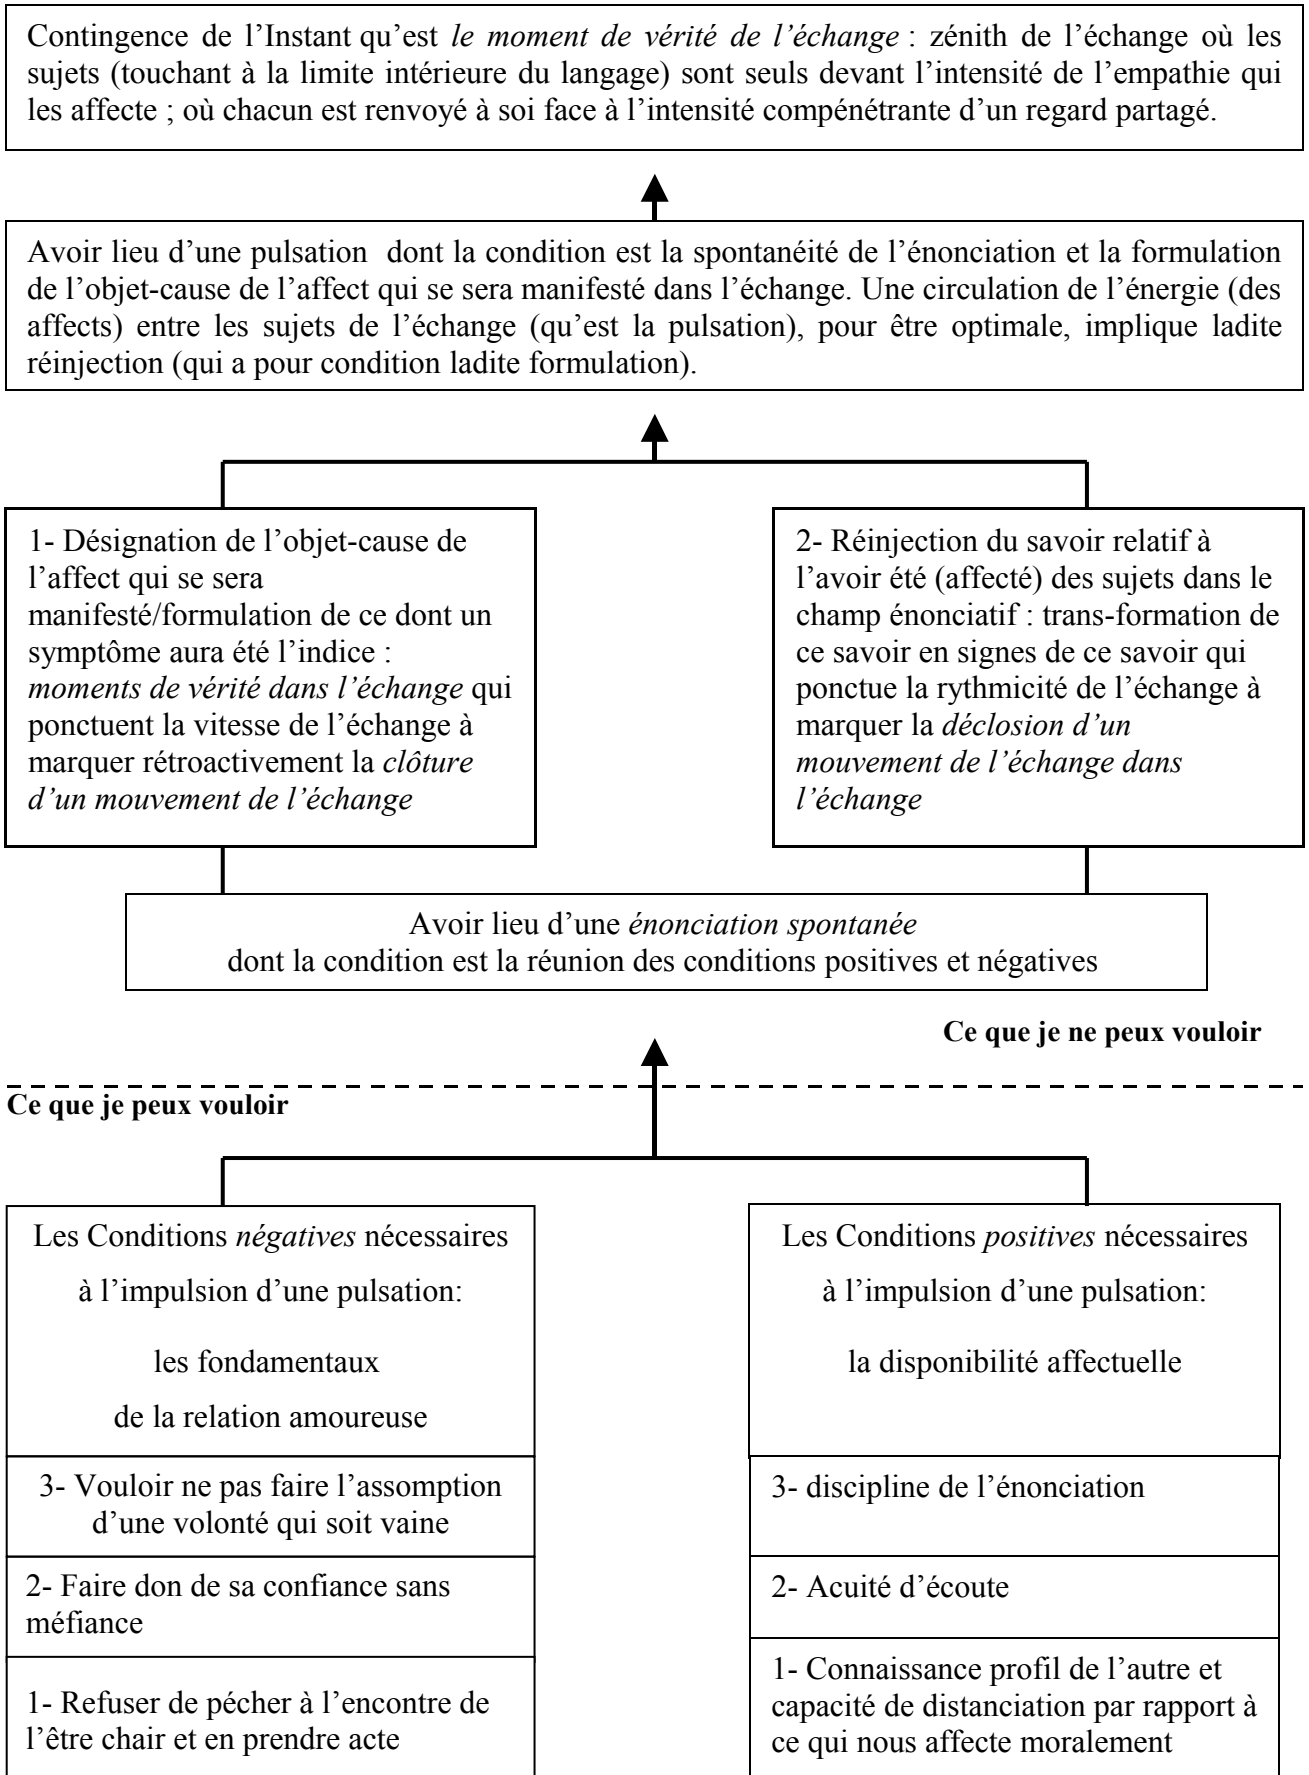 Contingence de l’Instant qu’est le moment de vérité de l’échange : zénith de l’échange où les
sujets (touchant à la limite intérieure du langage) sont seuls devant l’intensité de l’empathie qui
les affecte ; où chacun est renvoyé à soi face à l’intensité compénétrante d’un regard partagé.
Avoir lieu d’une pulsation dont la condition est la spontanéité de l’énonciation et la formulation
de l’objet-cause de l’affect qui se sera manifesté dans l’échange. Une circulation de l’énergie (des
affects) entre les sujets de l’échange (qu’est la pulsation), pour être optimale, implique ladite
réinjection (qui a pour condition ladite formulation).
1- Désignation de l’objet-cause de
l’affect qui se sera
manifesté/formulation de ce dont un
symptôme aura été l’indice :
moments de vérité dans l’échange qui
ponctuent la vitesse de l’échange à
marquer rétroactivement la clôture
d’un mouvement de l’échange
2- Réinjection du savoir relatif à
l’avoir été (affecté) des sujets dans le
champ énonciatif : trans-formation de
ce savoir en signes de ce savoir qui
ponctue la rythmicité de l’échange à
marquer la déclosion d’un
mouvement de l’échange dans
l’échange
Avoir lieu d’une énonciation spontanée
dont la condition est la réunion des conditions positives et négatives
Ce que je ne peux vouloir
Ce que je peux vouloir
Les Conditions négatives nécessaires
à l’impulsion d’une pulsation:
les fondamentaux
de la relation amoureuse
3- Vouloir ne pas faire l’assomption
d’une volonté qui soit vaine
2- Faire don de sa confiance sans
méfiance
1- Refuser de pécher à l’encontre de
l’être chair et en prendre acte
Les Conditions positives nécessaires
à l’impulsion d’une pulsation:
la disponibilité affectuelle
3- discipline de l’énonciation
2- Acuité d’écoute
1- Connaissance profil de l’autre et
capacité de distanciation par rapport à
ce qui nous affecte moralement